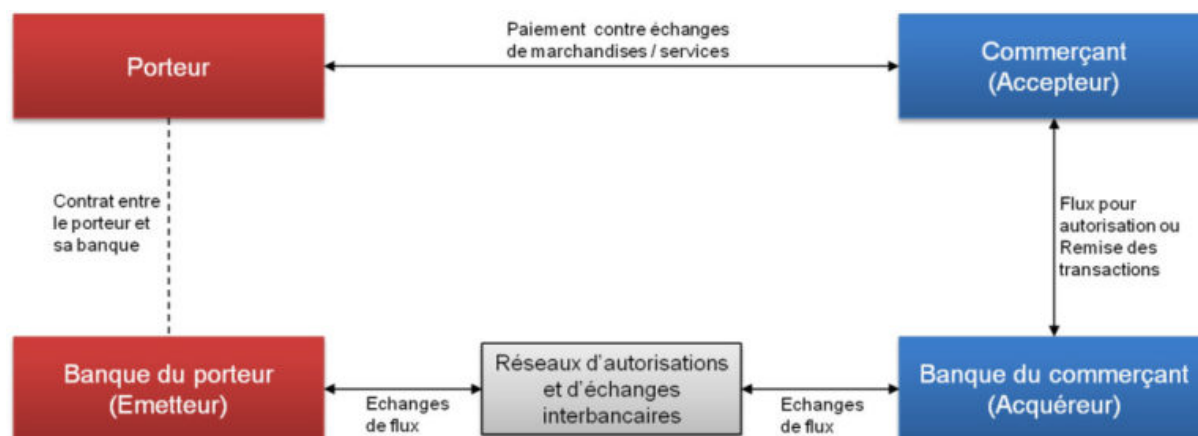 Porteur
Paiement contre échanges
de marchandises / services
Commerçant
(Accepteur)
Contrat entre
le porteur et
sa banque
Flux pour
autorisation ou
Remise des
transactions
Banque du porteur
(Emetteur)
Echanges
de flux
Réseaux d'autorisations
et d'échanges
interbancaires
Echanges
de flux
Banque du commerçant
(Acquéreur)